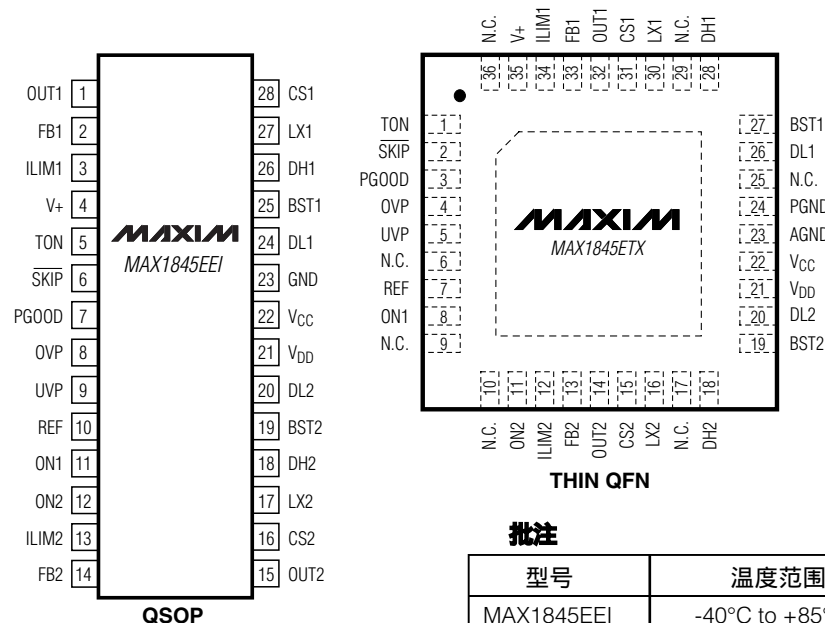 OUT1 1
FB1 2
ILIM1 3
V+ 4
TON 5
SKIP 6
PGOOD 7
OVP 8
UVP 9
REF 10
ON1 11
ON2 12
ILIM2 13
FB2 14
MAXIM
MAX1845EEI
28 CS1
27 LX1
26 DH1
25 BST1
24 DL1
23 GND
22 VCC
21 VDD
20 DL2
19 BST2
18 DH2
17 LX2
16 CS2
15 OUT2
QSOP
N.C. V+ ILIM1 FB1 OUT1 CS1 LX1 N.C. DH1
36 35 34 33 32 31 30 29 28
TON 1
SKIP 2
PGOOD 3
OVP 4
UVP 5
N.C. 6
REF 7
ON1 8
N.C. 9
MAXIM
MAX1845ETX
27 BST1
26 DL1
25 N.C.
24 PGND
23 AGND
22 VCC
21 VDD
20 DL2
19 BST2
10 11 12 13 14 15 16 17 18
N.C. ON2 ILIM2 FB2 OUT2 CS2 LX2 N.C. DH2
THIN QFN
批注
型号 温度范围
MAX1845EEI -40°C to +85°